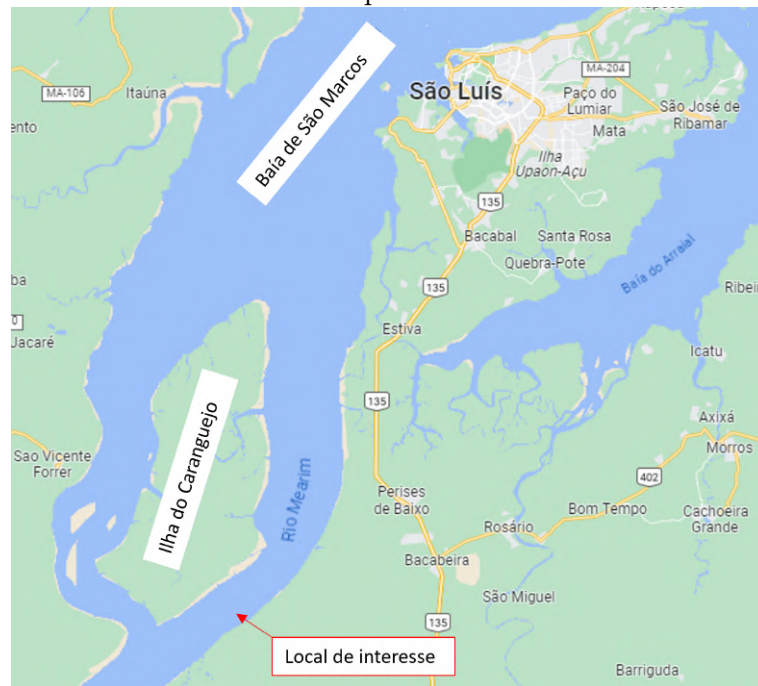 MA-106
Itaúna
Baía de São Marcos
São Luís
MA-204
Paço do
Lumiar
São José de
Ribamar
Mata
Ilha
Upaon-Açu
ento
135
Bacabal
Santa Rosa
Quebra-Pote
Baía do Arraial
ba
135
Ribei
0
Jacaré
Estiva
Icatu
135
Ilha do Caranguejo
Axixá
Morros
Sao Vicente
Ferrer
Rio Mearim
402
Perises
de Baixo
Bom Tempo
Cachoeira
Grande
Rosário
Bacabeira
São Miguel
135
Local de interesse
Barriguda